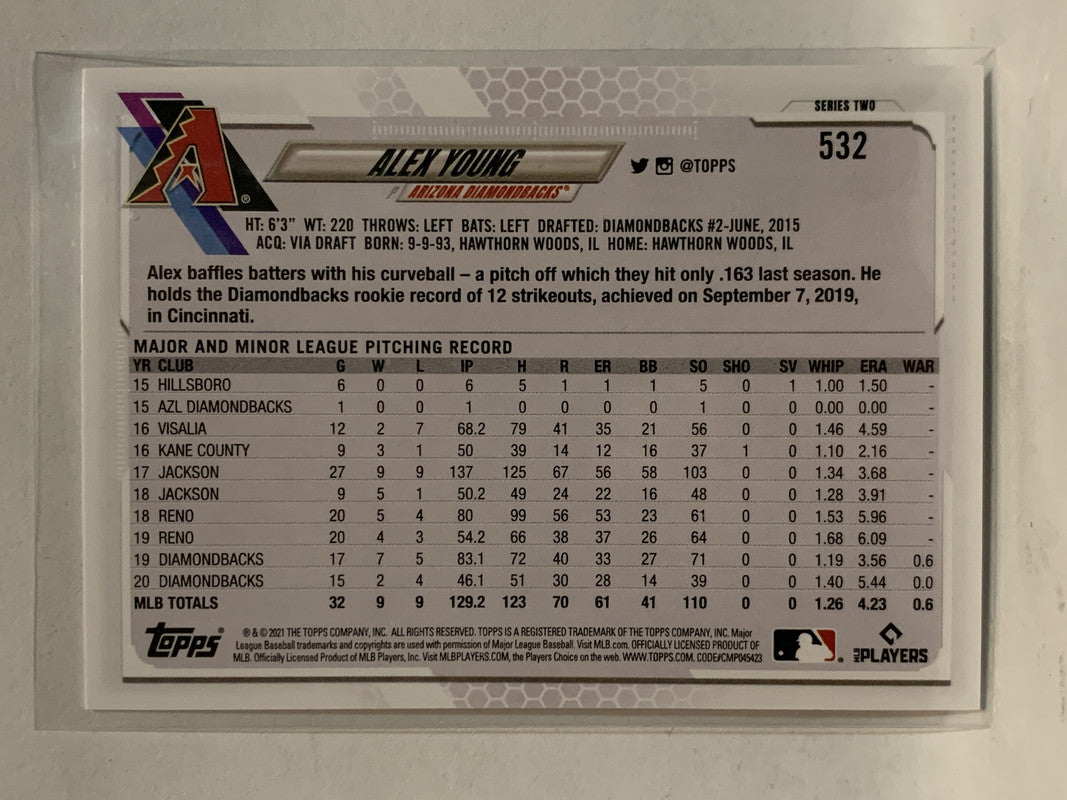 SERIES TWO
532
ALEX YOUNG
@TOPPS
ARIZONA DIAMONDBACKS®
HT: 6'3" WT: 220 THROWS: LEFT BATS: LEFT DRAFTED: DIAMONDBACKS #2-JUNE, 2015
ACQ: VIA DRAFT BORN: 9-9-93, HAWTHORN WOODS, IL HOME: HAWTHORN WOODS, IL
Alex baffles batters with his curveball – a pitch off which they hit only .163 last season. He
holds the Diamondbacks rookie record of 12 strikeouts, achieved on September 7, 2019,
in Cincinnati.
MAJOR AND MINOR LEAGUE PITCHING RECORD
YR CLUB G W L IP H R ER BB SO SHO SV WHIP ERA WAR
15 HILLSBORO 6 0 0 6 5 1 1 1 5 0 1 1.00 1.50 -
15 AZL DIAMONDBACKS 1 0 0 1 0 0 0 0 1 0 0 0.00 0.00 -
16 VISALIA 12 2 7 68.2 79 41 35 21 56 0 0 1.46 4.59 -
16 KANE COUNTY 9 3 1 50 39 14 12 16 37 1 0 1.10 2.16 -
17 JACKSON 27 9 9 137 125 67 56 58 103 0 0 1.34 3.68 -
18 JACKSON 9 5 1 50.2 49 24 22 16 48 0 0 1.28 3.91 -
18 RENO 20 5 4 80 99 56 53 23 61 0 0 1.53 5.96 -
19 RENO 20 4 3 54.2 66 38 37 26 64 0 0 1.68 6.09 -
19 DIAMONDBACKS 17 7 5 83.1 72 40 33 27 71 0 0 1.19 3.56 0.6
20 DIAMONDBACKS 15 2 4 46.1 51 30 28 14 39 0 0 1.40 5.44 0.0
MLB TOTALS 32 9 9 129.2 123 70 61 41 110 0 0 1.26 4.23 0.6
Topps
® & © 2021 THE TOPPS COMPANY, INC. ALL RIGHTS RESERVED. TOPPS IS A REGISTERED TRADEMARK OF THE TOPPS COMPANY, INC. Major
League Baseball trademarks and copyrights are used with permission of Major League Baseball. Visit MLB.com. OFFICIALLY LICENSED PRODUCT OF
MLB. Officially Licensed Product of MLB Players, Inc. Visit MLBPLAYERS.COM, the Players Choice on the web. WWW.TOPPS.COM. CODE#CMP045423
MLB PLAYERS